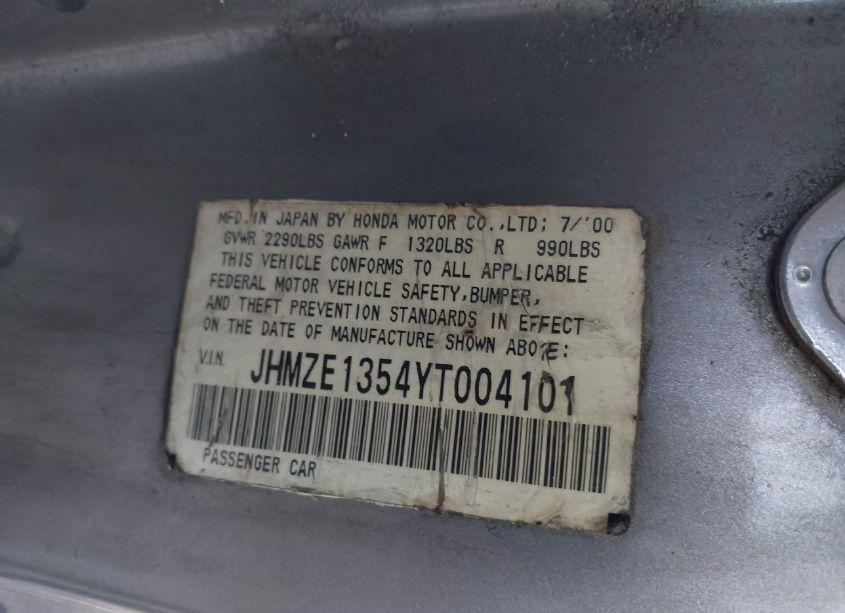 MFD. IN JAPAN BY HONDA MOTOR CO.,LTD; 7/'00
GVWR 2290LBS GAWR F 1320LBS R 990LBS
THIS VEHICLE CONFORMS TO ALL APPLICABLE
FEDERAL MOTOR VEHICLE SAFETY,BUMPER,
AND THEFT PREVENTION STANDARDS IN EFFECT
ON THE DATE OF MANUFACTURE SHOWN ABOVE:
V.I.N. JHMZE1354YT004101
PASSENGER CAR